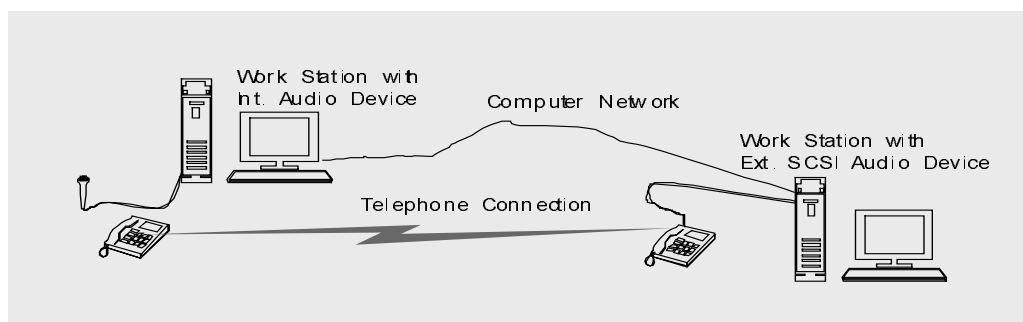 Work Station with
Int. Audio Device
Computer Network
Work Station with
Ext. SCSI Audio Device
Telephone Connection